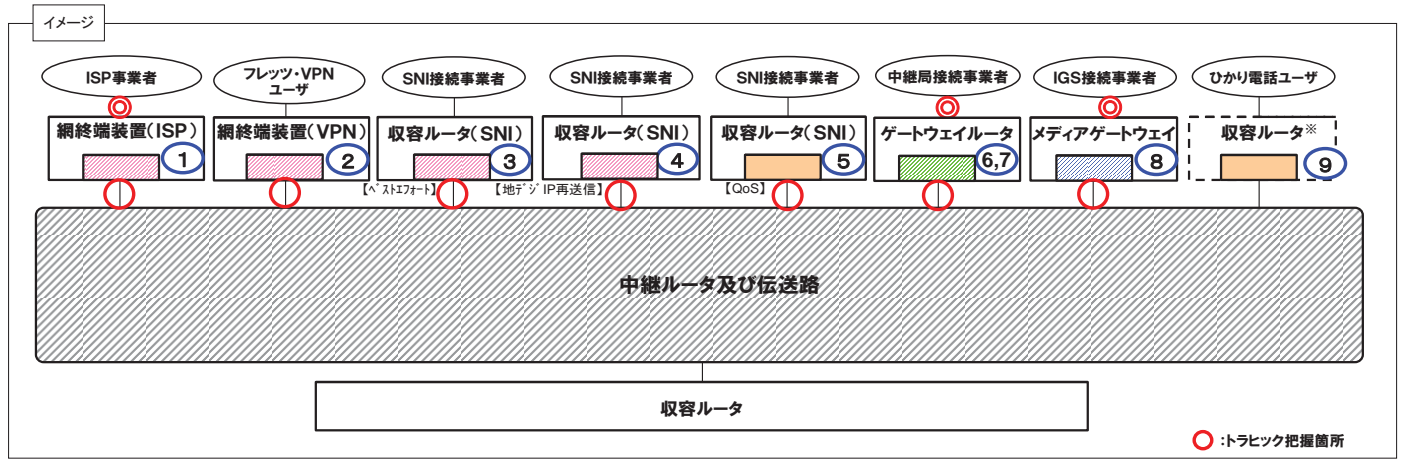 イメージ
ISP事業者
フレッツ・VPN
ユーザ
SNI接続事業者
SNI接続事業者
SNI接続事業者
中継局接続事業者
IGS接続事業者
ひかり電話ユーザ
網終端装置(ISP)
網終端装置(VPN)
収容ルータ(SNI)
収容ルータ(SNI)
収容ルータ(SNI)
ゲートウェイルータ
メディアゲートウェイ
収容ルータ※
1
2
3
4
5
6,7
8
9
【ベストエフォート】
【地デジIP再送信】
【QoS】
中継ルータ及び伝送路
収容ルータ
:トラヒック把握箇所